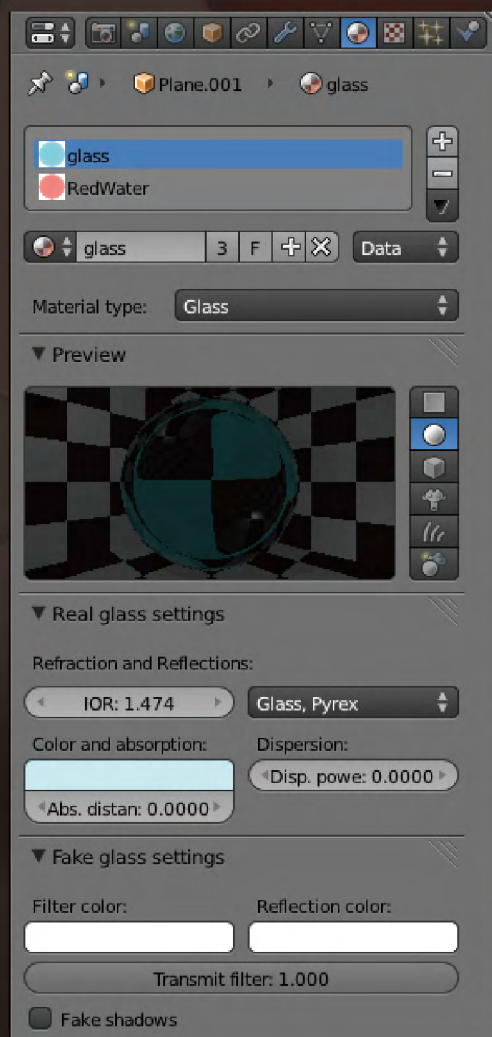 Plane.001 glass
glass
RedWater
glass 3 F Data
Material type: Glass
Preview
Real glass settings
Refraction and Reflections:
IOR: 1.474 Glass, Pyrex
Color and absorption: Dispersion:
Disp. powe: 0.0000
Abs. distan: 0.0000
Fake glass settings
Filter color: Reflection color:
Transmit filter: 1.000
Fake shadows